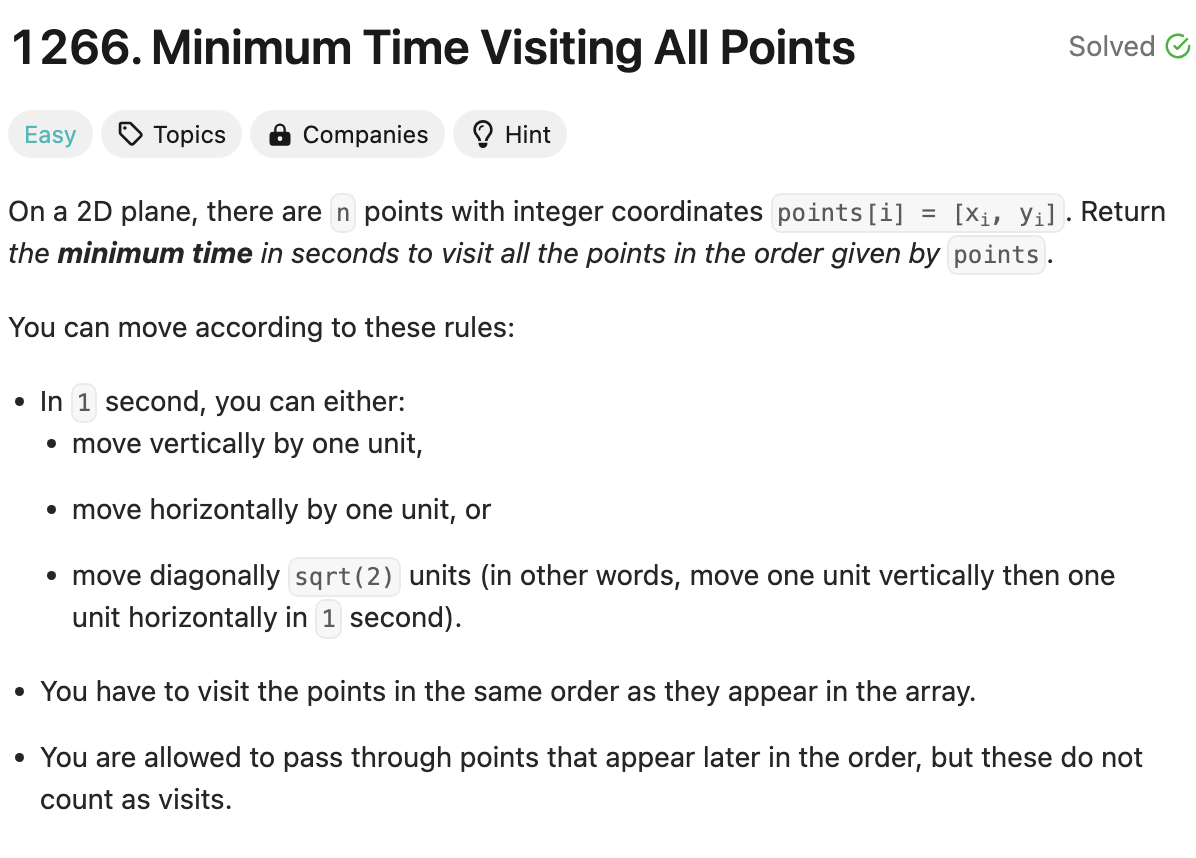 1266. Minimum Time Visiting All Points
Solved
Easy
Topics
Companies
Hint
On a 2D plane, there are n points with integer coordinates points[i] = [xi, yi]. Return
the minimum time in seconds to visit all the points in the order given by points.
You can move according to these rules:
• In 1 second, you can either:
• move vertically by one unit,
• move horizontally by one unit, or
• move diagonally sqrt(2) units (in other words, move one unit vertically then one
unit horizontally in 1 second).
• You have to visit the points in the same order as they appear in the array.
• You are allowed to pass through points that appear later in the order, but these do not
count as visits.